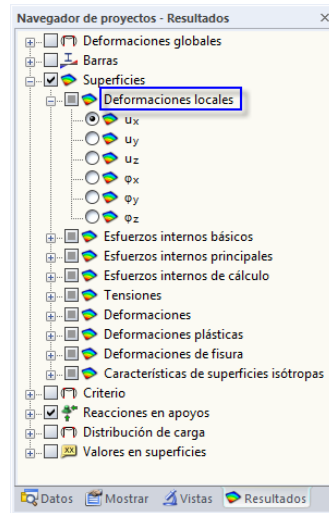 Navegador de proyectos - Resultados
Deformaciones globales
Barras
Superficies
Deformaciones locales
ux
uy
uz
φx
φy
φz
Esfuerzos internos básicos
Esfuerzos internos principales
Esfuerzos internos de cálculo
Tensiones
Deformaciones
Deformaciones plásticas
Deformaciones de fisura
Características de superficies isótropas
Criterio
Reacciones en apoyos
Distribución de carga
xx Valores en superficies
Datos Mostrar Vistas Resultados